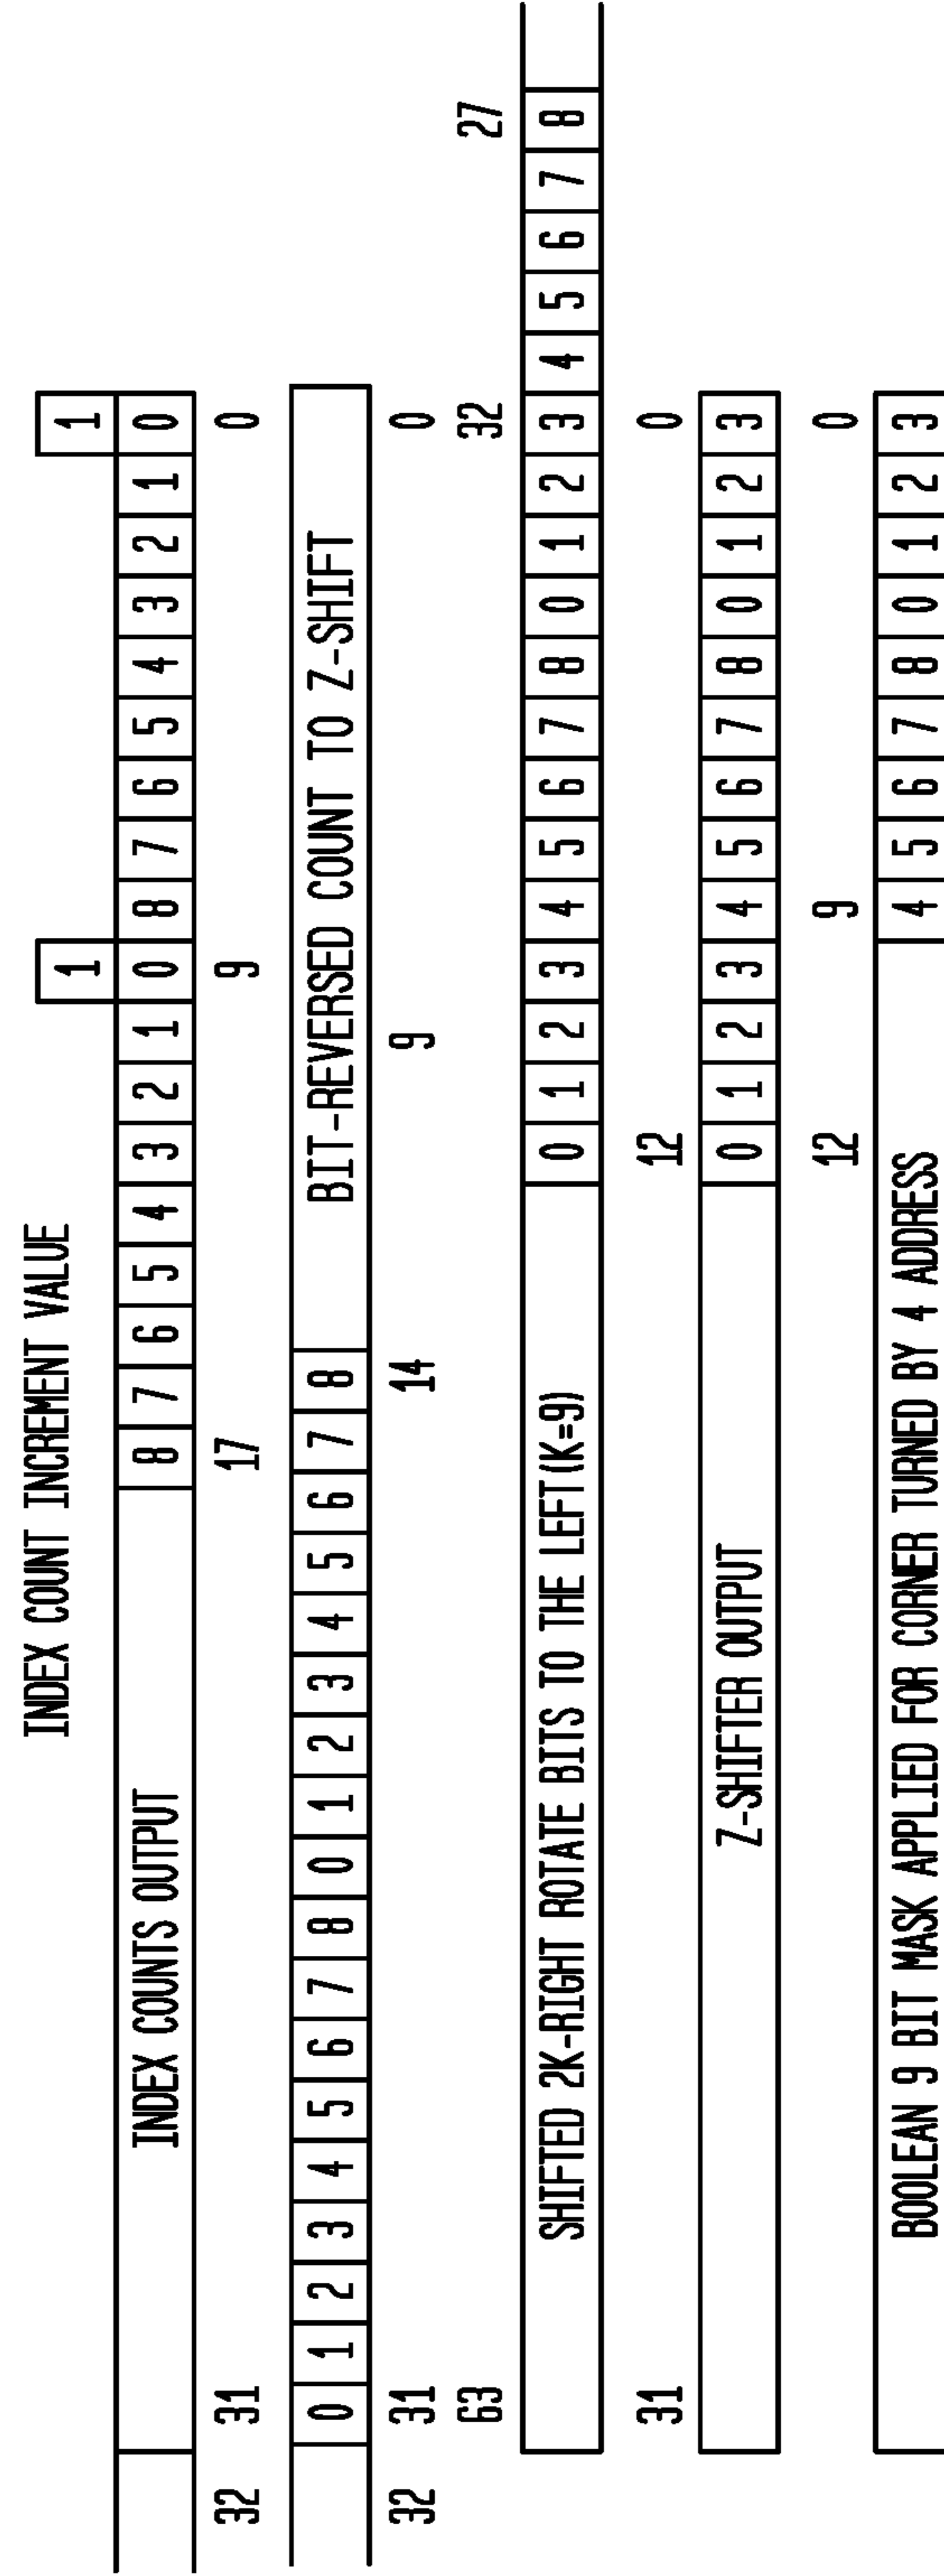 INDEX COUNT INCREMENT VALUE
1 1
INDEX COUNTS OUTPUT 8 7 6 5 4 3 2 1 0 8 7 6 5 4 3 2 1 0
32 31 17 9 0
0 1 2 3 4 5 6 7 8 0 1 2 3 4 5 6 7 8 BIT-REVERSED COUNT TO Z-SHIFT
32 31 14 9 0
63 32 27
SHIFTED 2K-RIGHT ROTATE BITS TO THE LEFT(K=9) 0 1 2 3 4 5 6 7 8 0 1 2 3 4 5 6 7 8
31 12 0
Z-SHIFTER OUTPUT 0 1 2 3 4 5 6 7 8 0 1 2 3
12 9 0
BOOLEAN 9 BIT MASK APPLIED FOR CORNER TURNED BY 4 ADDRESS 4 5 6 7 8 0 1 2 3